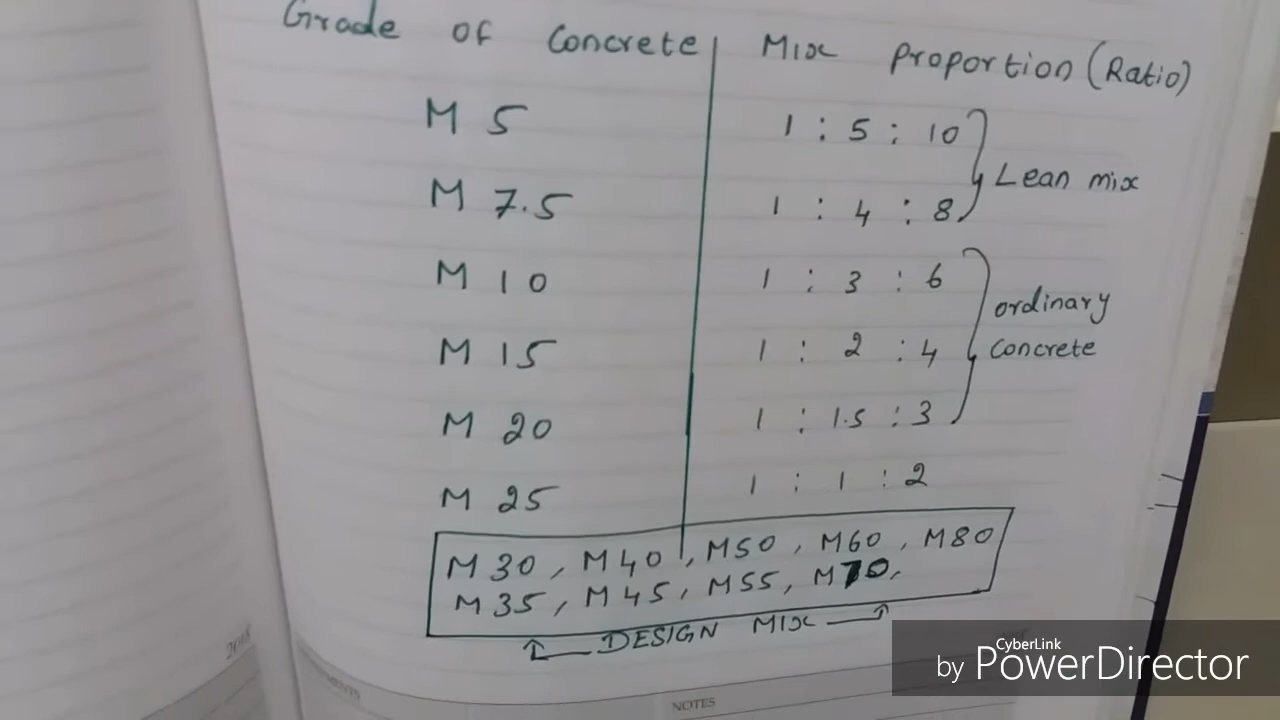 Grade of Concrete Mix proportion (Ratio)
M 5 1 : 5 : 10
Lean mix
M 7.5 1 : 4 : 8
M 10 1 : 3 : 6
ordinary
M 15 1 : 2 : 4 concrete
M 20 1 : 1.5 : 3
M 25 1 : 1 : 2
M30 , M40 , M50 , M60 , M80
M35 , M45 , M55 , M70 ,
DESIGN MIX
NOTES
CyberLink
by PowerDirector